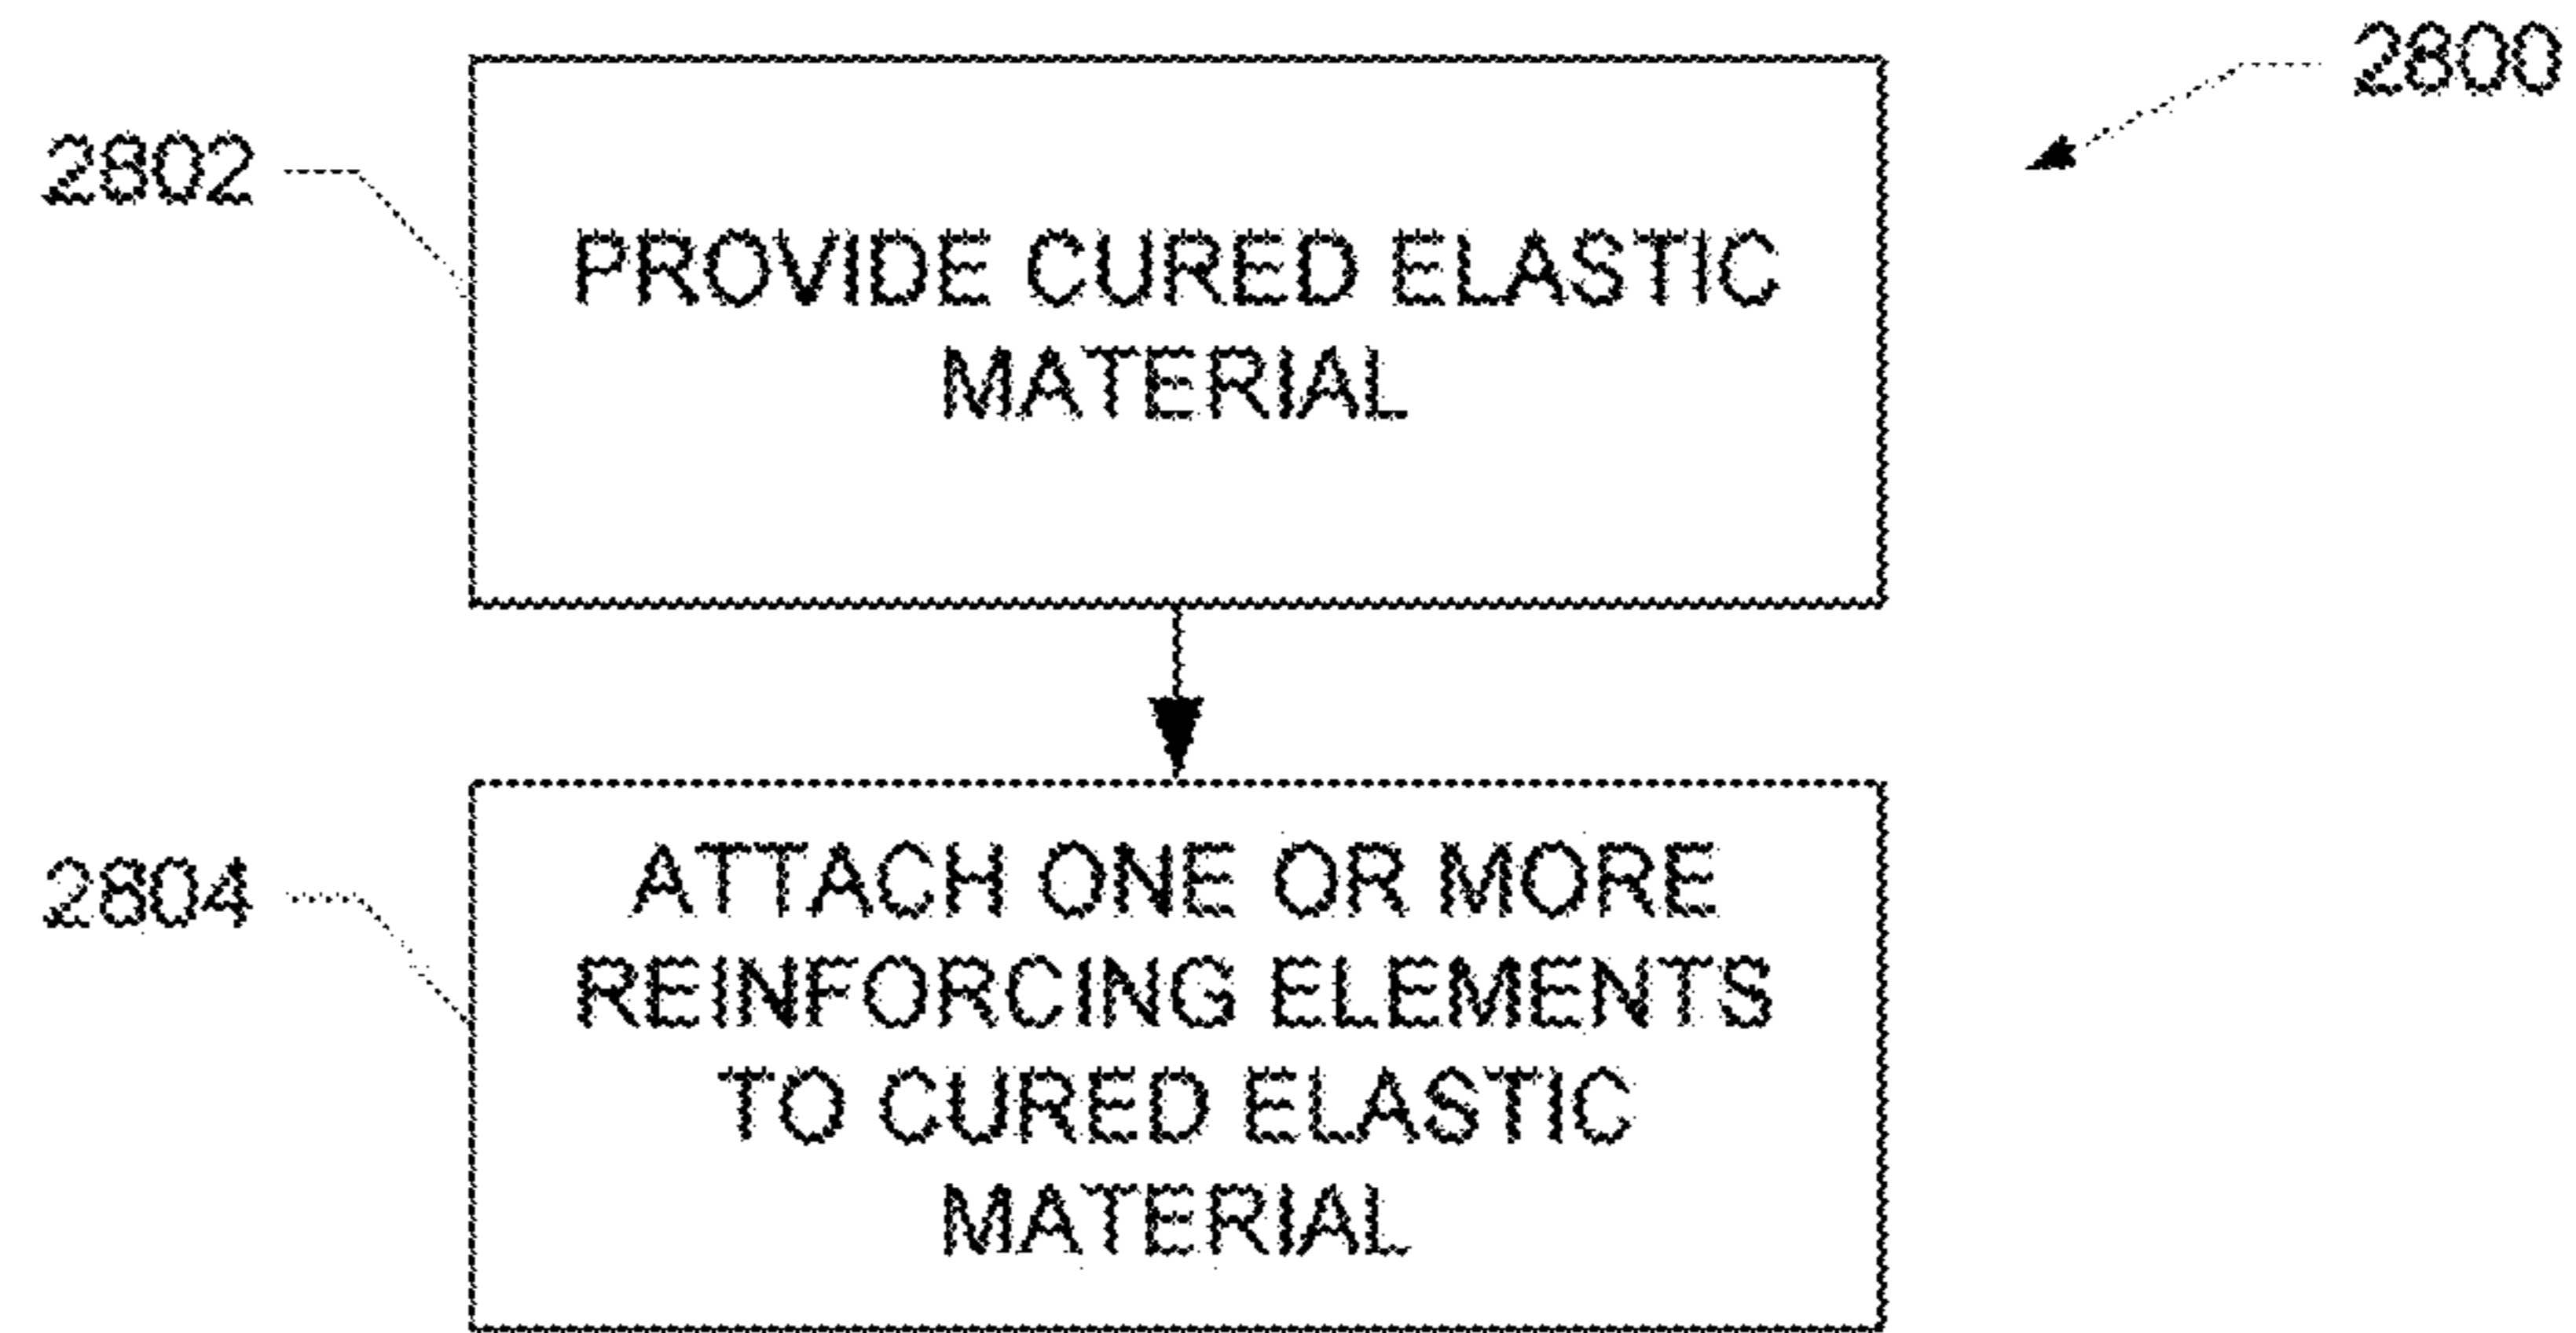 2800
2802
PROVIDE CURED ELASTIC
MATERIAL
2804
ATTACH ONE OR MORE
REINFORCING ELEMENTS
TO CURED ELASTIC
MATERIAL